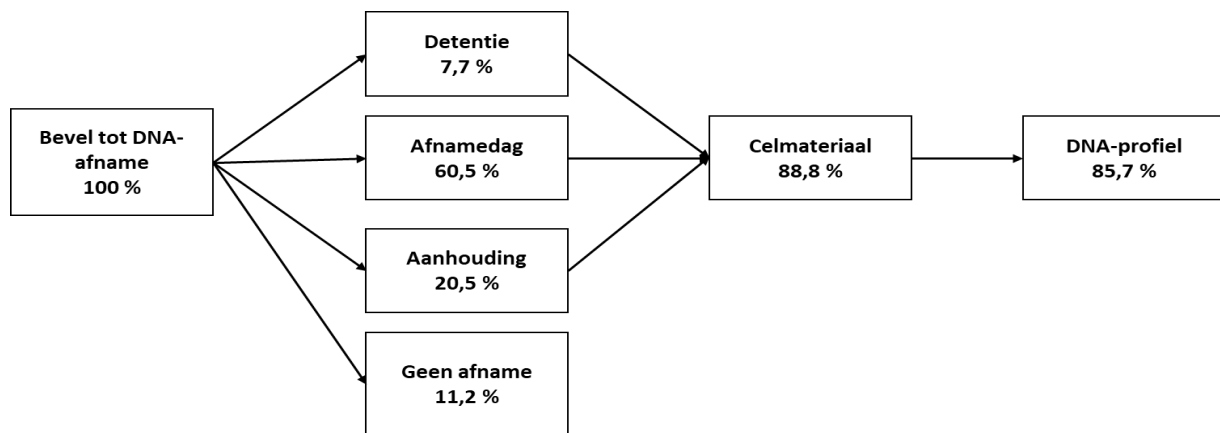 Bevel tot DNA-
afname
100 %
Detentie
7,7 %
Afnamedag
60,5 %
Aanhouding
20,5 %
Geen afname
11,2 %
Celmateriaal
88,8 %
DNA-profiel
85,7 %